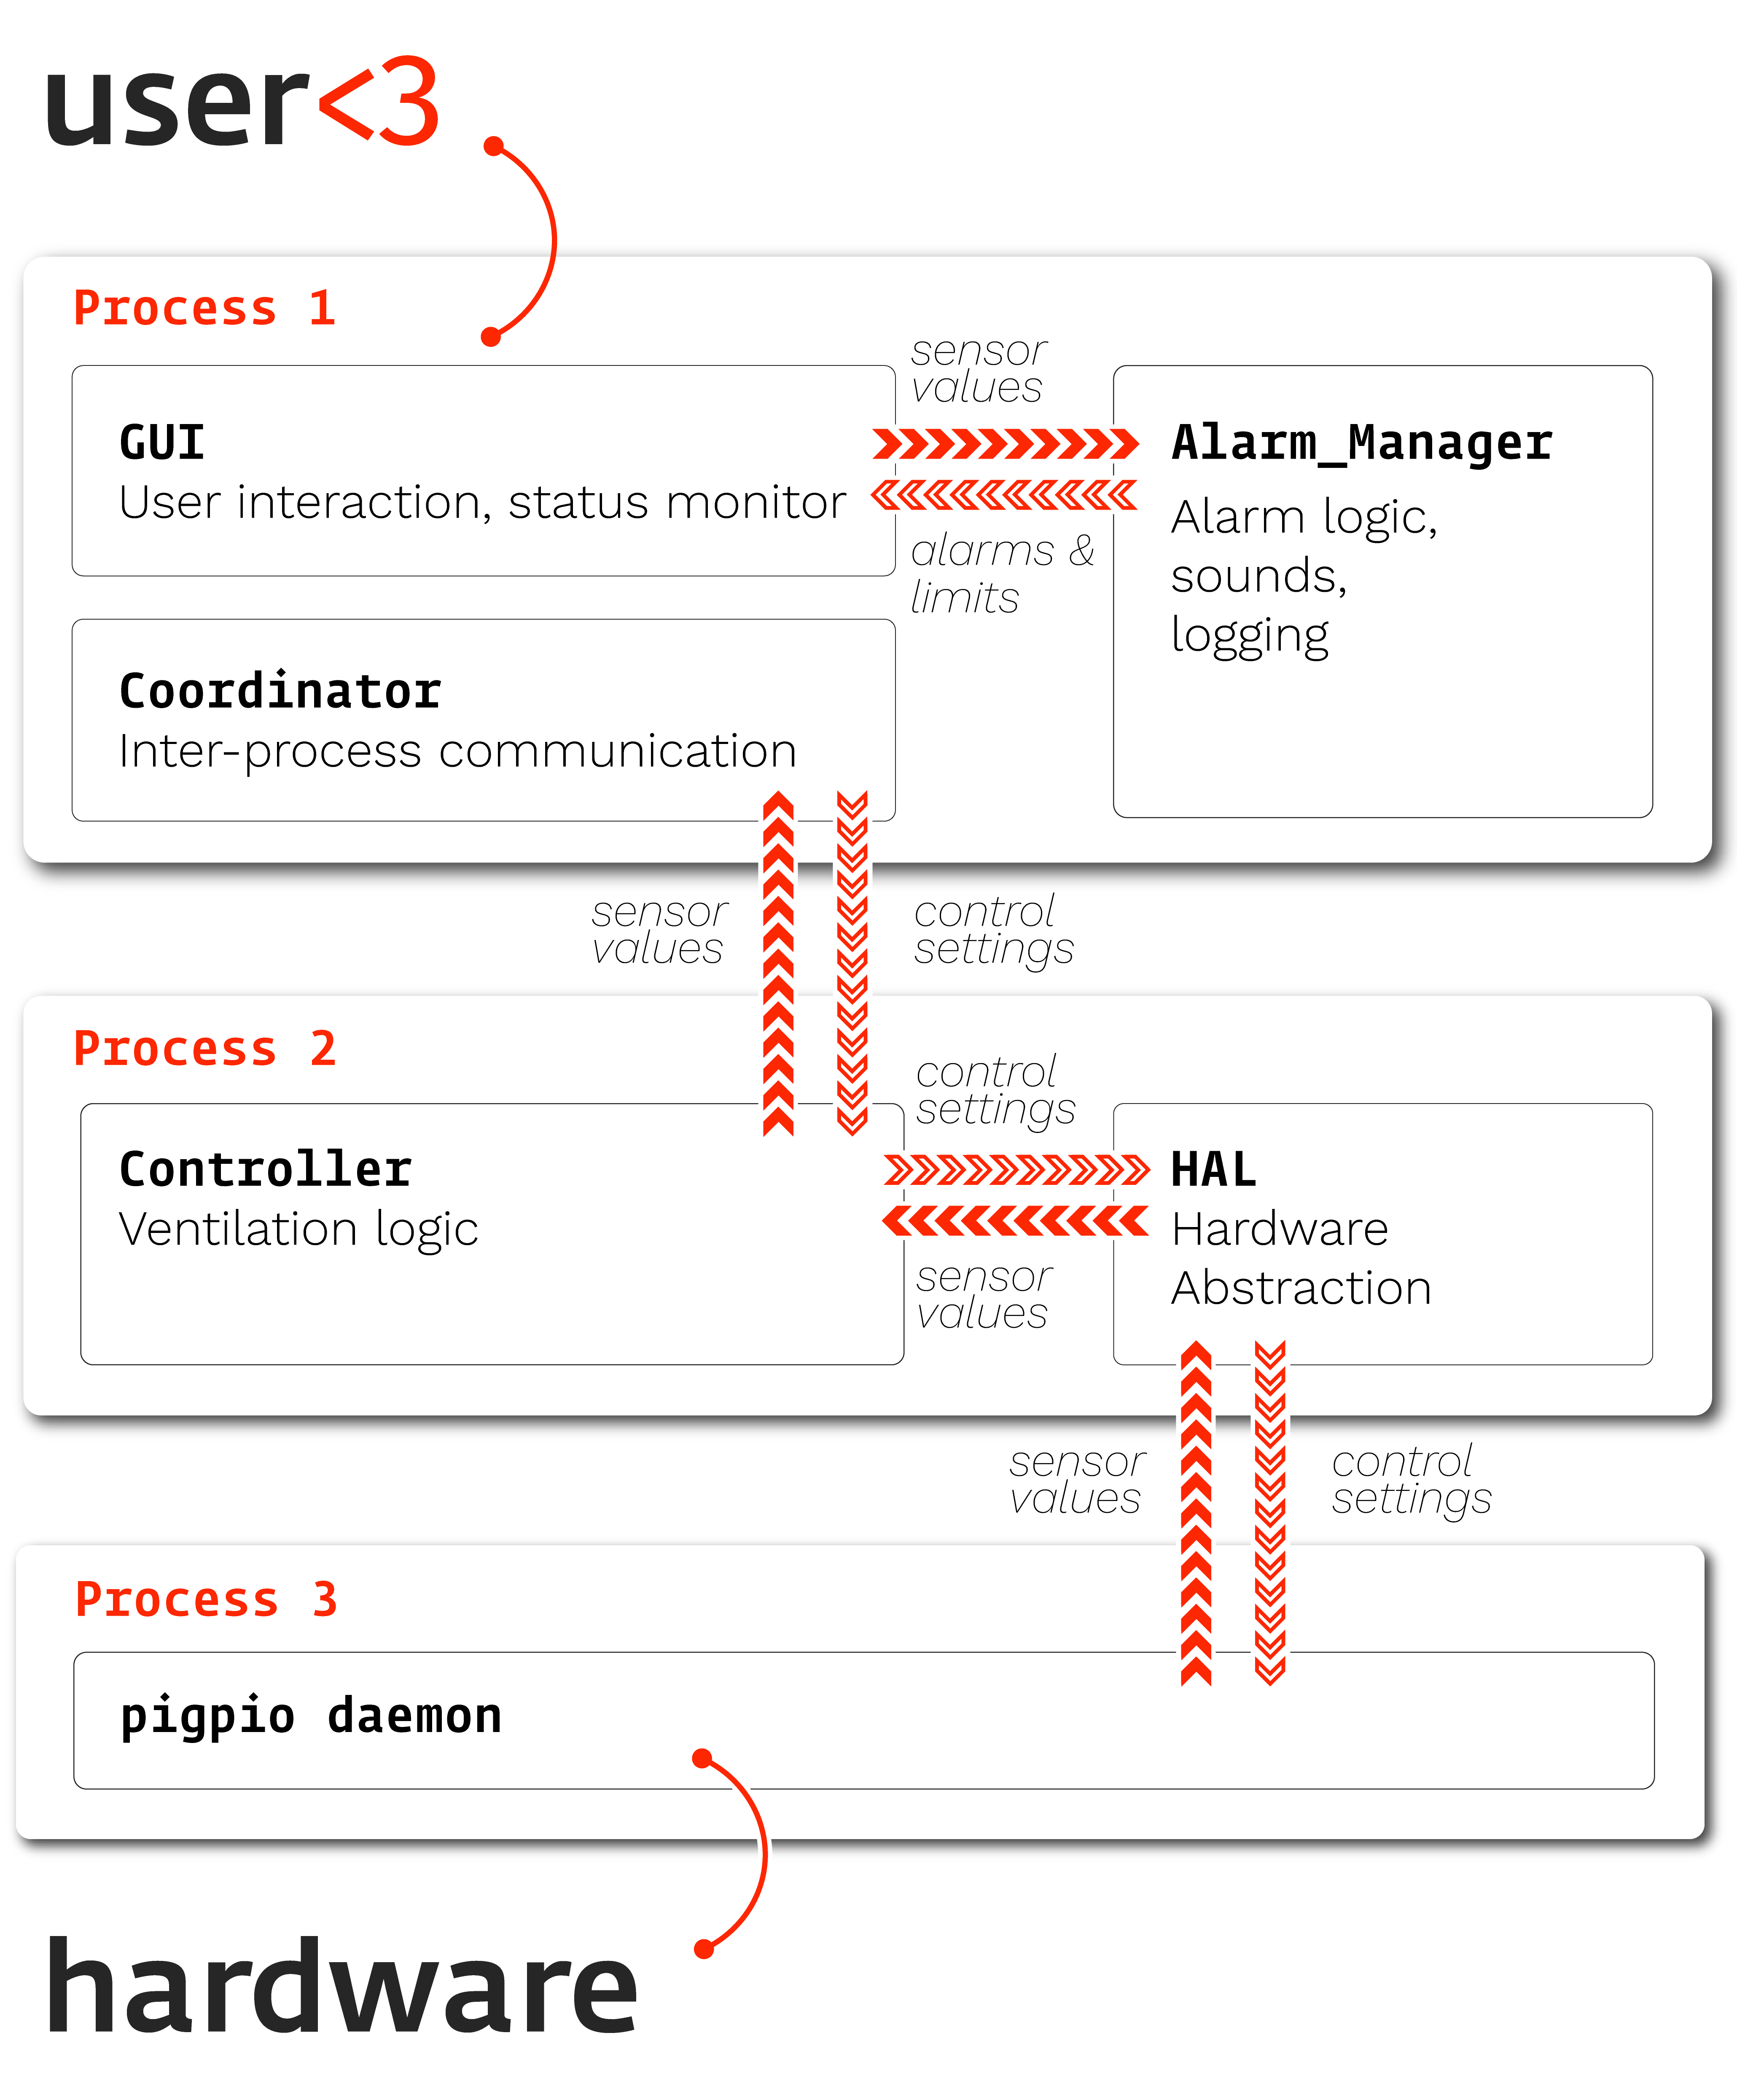 user<3
Process 1
sensor
values
GUI
User interaction, status monitor
Alarm_Manager
Alarm logic,
sounds,
logging
alarms &
limits
Coordinator
Inter-process communication
sensor
values
control
settings
Process 2
control
settings
Controller
Ventilation logic
HAL
Hardware
Abstraction
sensor
values
sensor
values
control
settings
Process 3
pigpio daemon
hardware